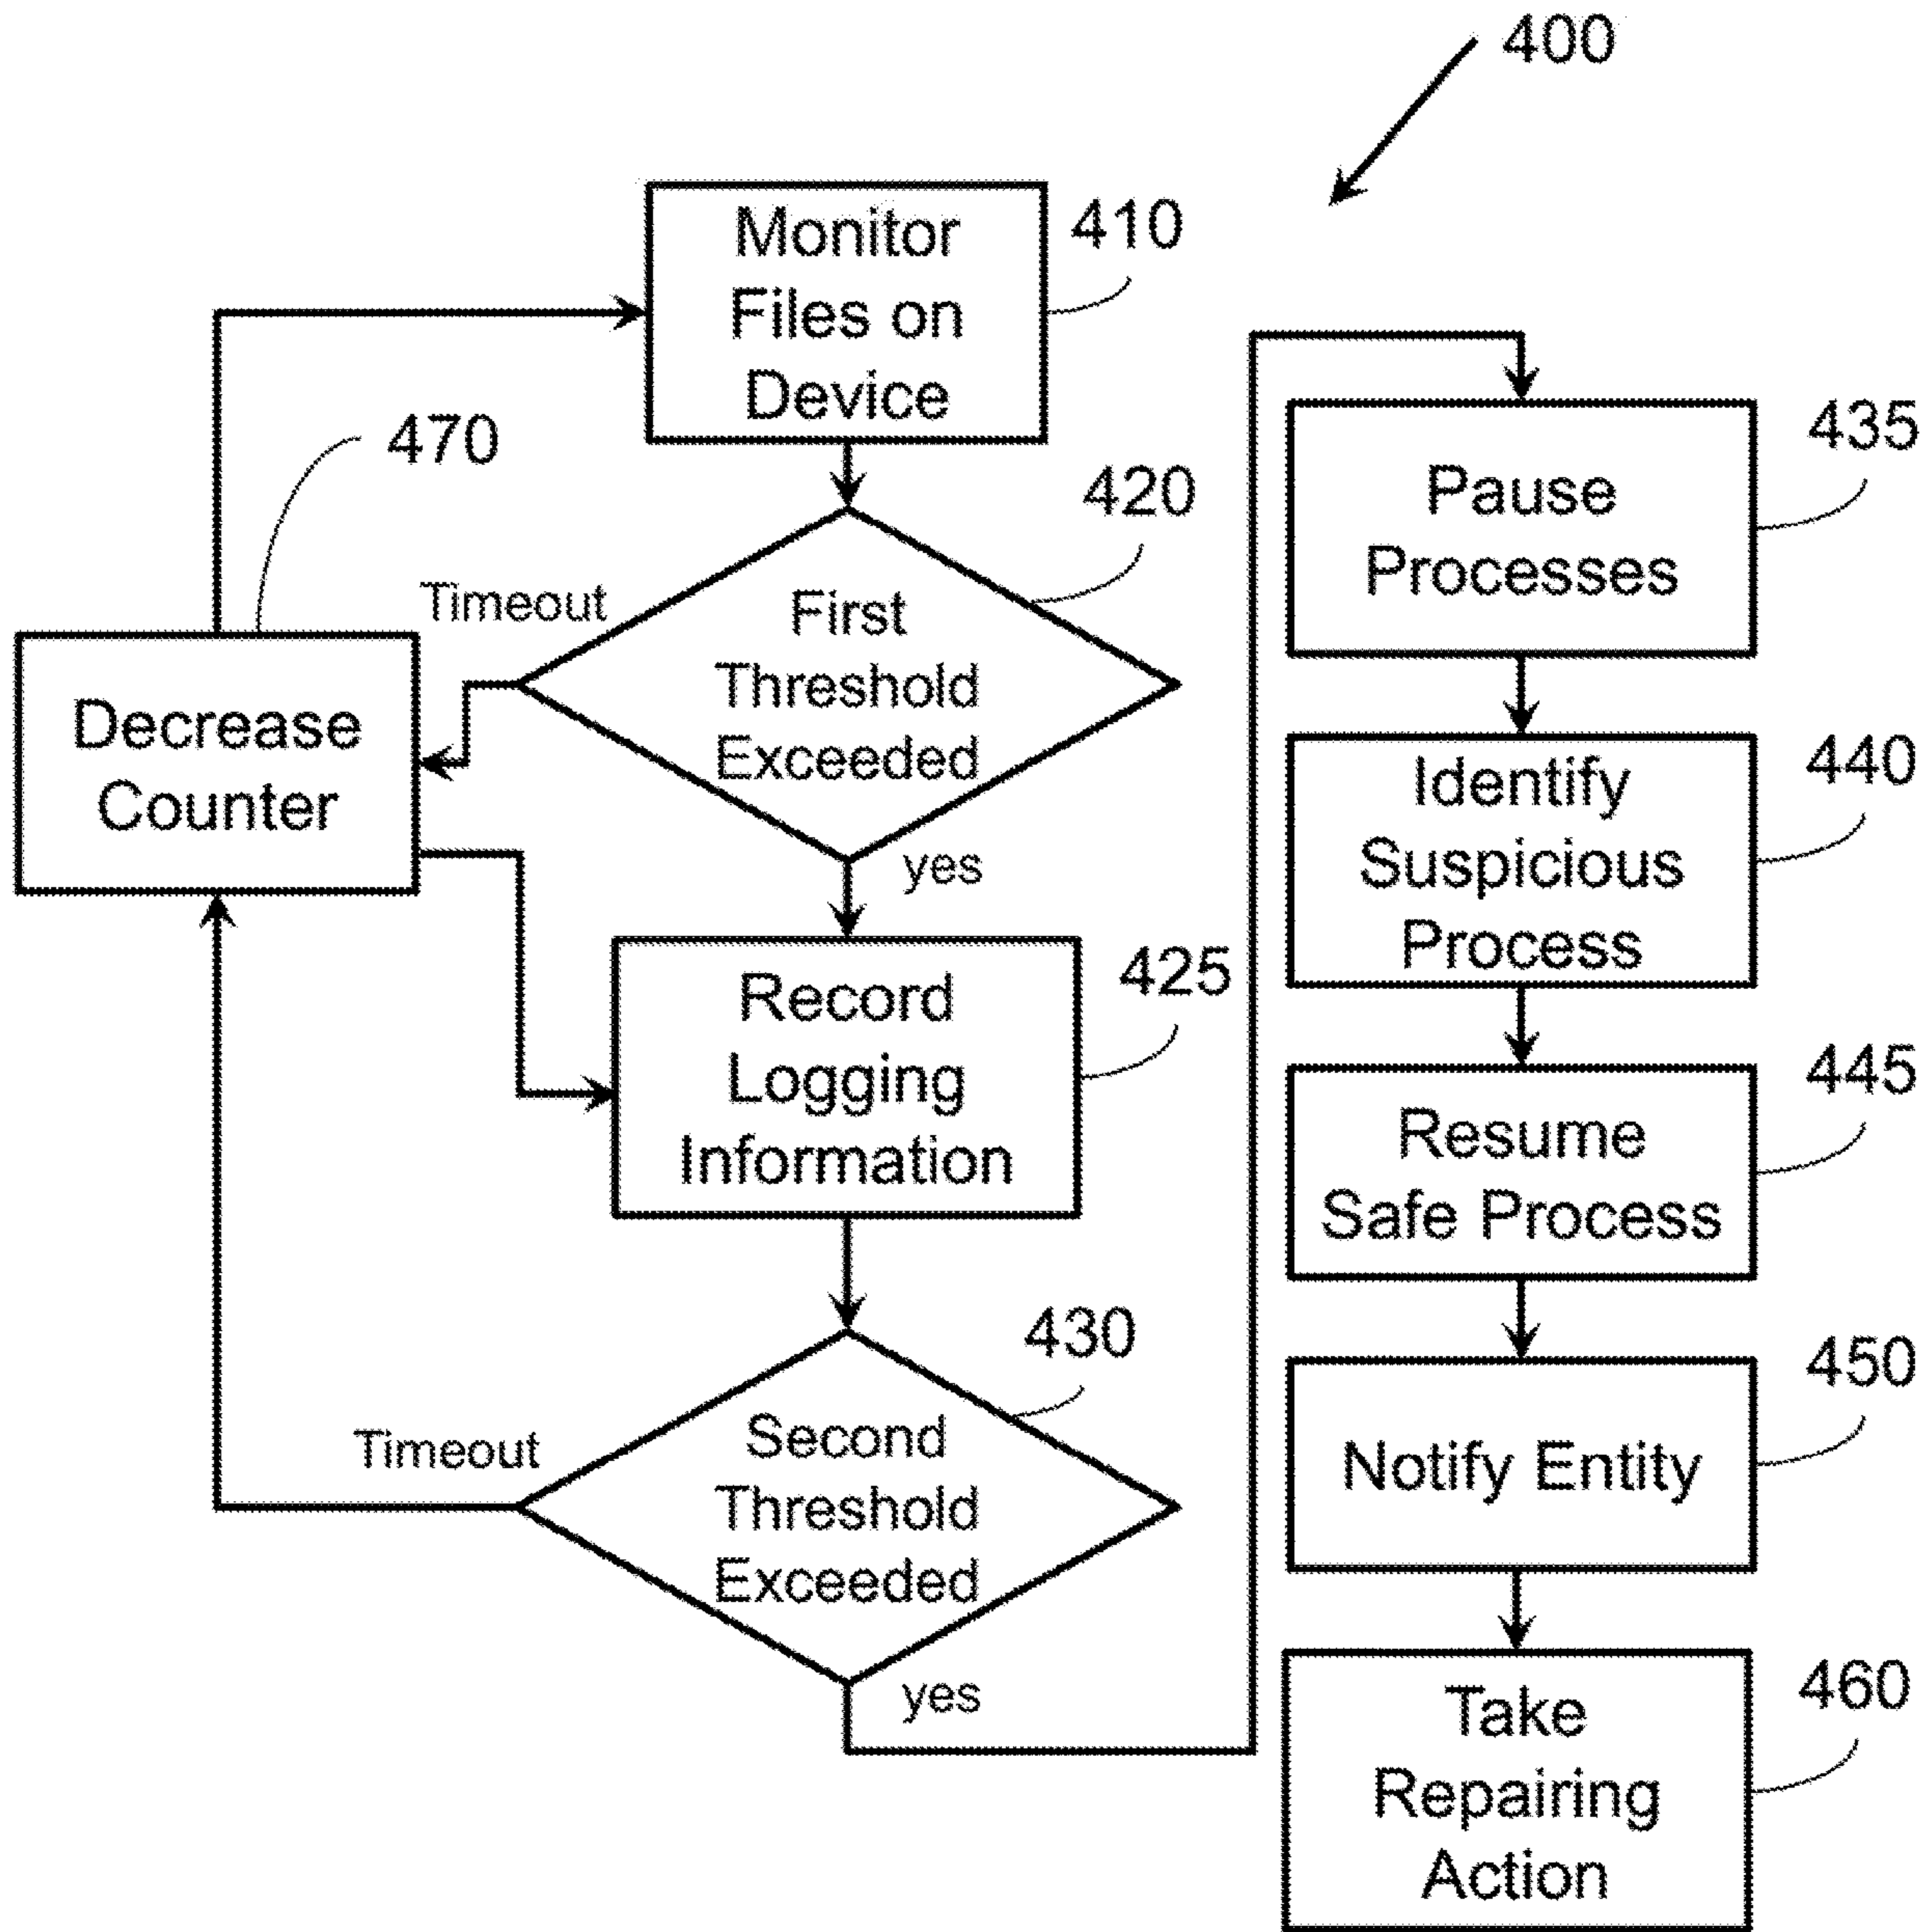 400
Monitor
Files on
Device
410
470
420
Timeout
First
Threshold
Exceeded
Decrease
Counter
yes
Record
Logging
Information
425
430
Timeout
Second
Threshold
Exceeded
yes
Pause
Processes
435
Identify
Suspicious
Process
440
Resume
Safe Process
445
Notify Entity
450
Take
Repairing
Action
460